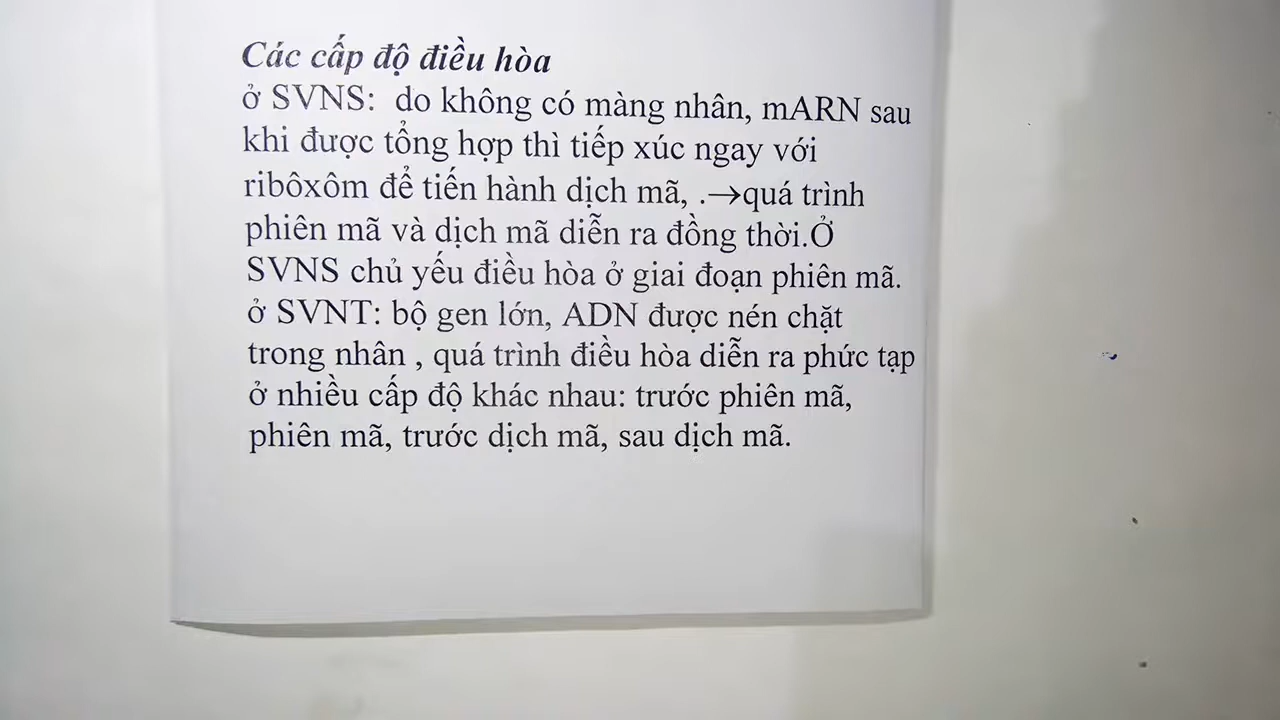 Các cấp độ điều hòa
ở SVNS: do không có màng nhân, mARN sau
khi được tổng hợp thì tiếp xúc ngay với
ribôxôm để tiến hành dịch mã, .→quá trình
phiên mã và dịch mã diễn ra đồng thời.Ở
SVNS chủ yếu điều hòa ở giai đoạn phiên mã.
ở SVNT: bộ gen lớn, ADN được nén chặt
trong nhân , quá trình điều hòa diễn ra phức tạp
ở nhiều cấp độ khác nhau: trước phiên mã,
phiên mã, trước dịch mã, sau dịch mã.